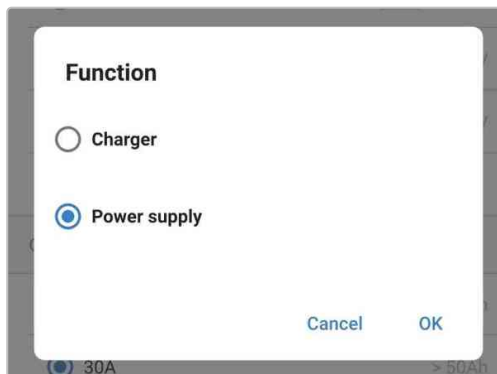 Function
Charger
Power supply
Cancel
OK
30A
> 50Ah